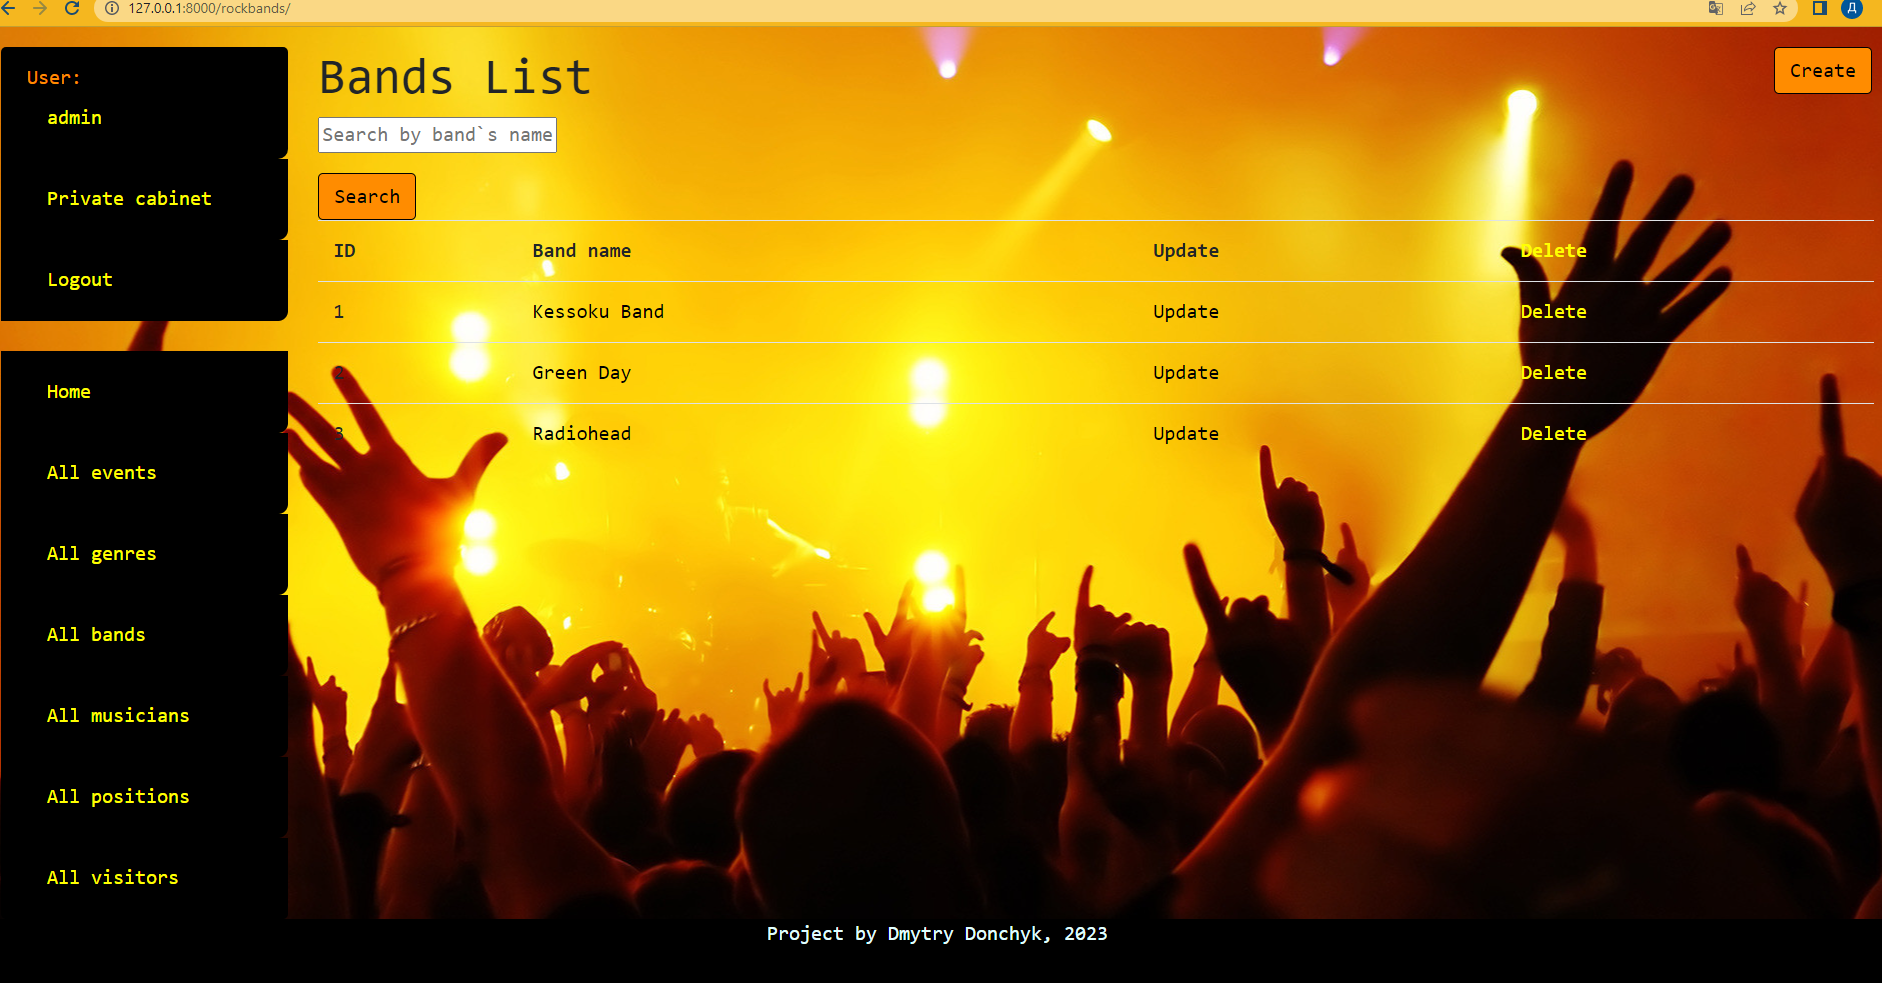 127.0.0.1:8000/rockbands/
Д
User:
admin
Private cabinet
Logout
Home
All events
All genres
All bands
All musicians
All positions
All visitors
Bands List
Create
Search by band`s name
Search
ID Band name Update Delete
1 Kessoku Band Update Delete
2 Green Day Update Delete
3 Radiohead Update Delete
Project by Dmytry Donchyk, 2023